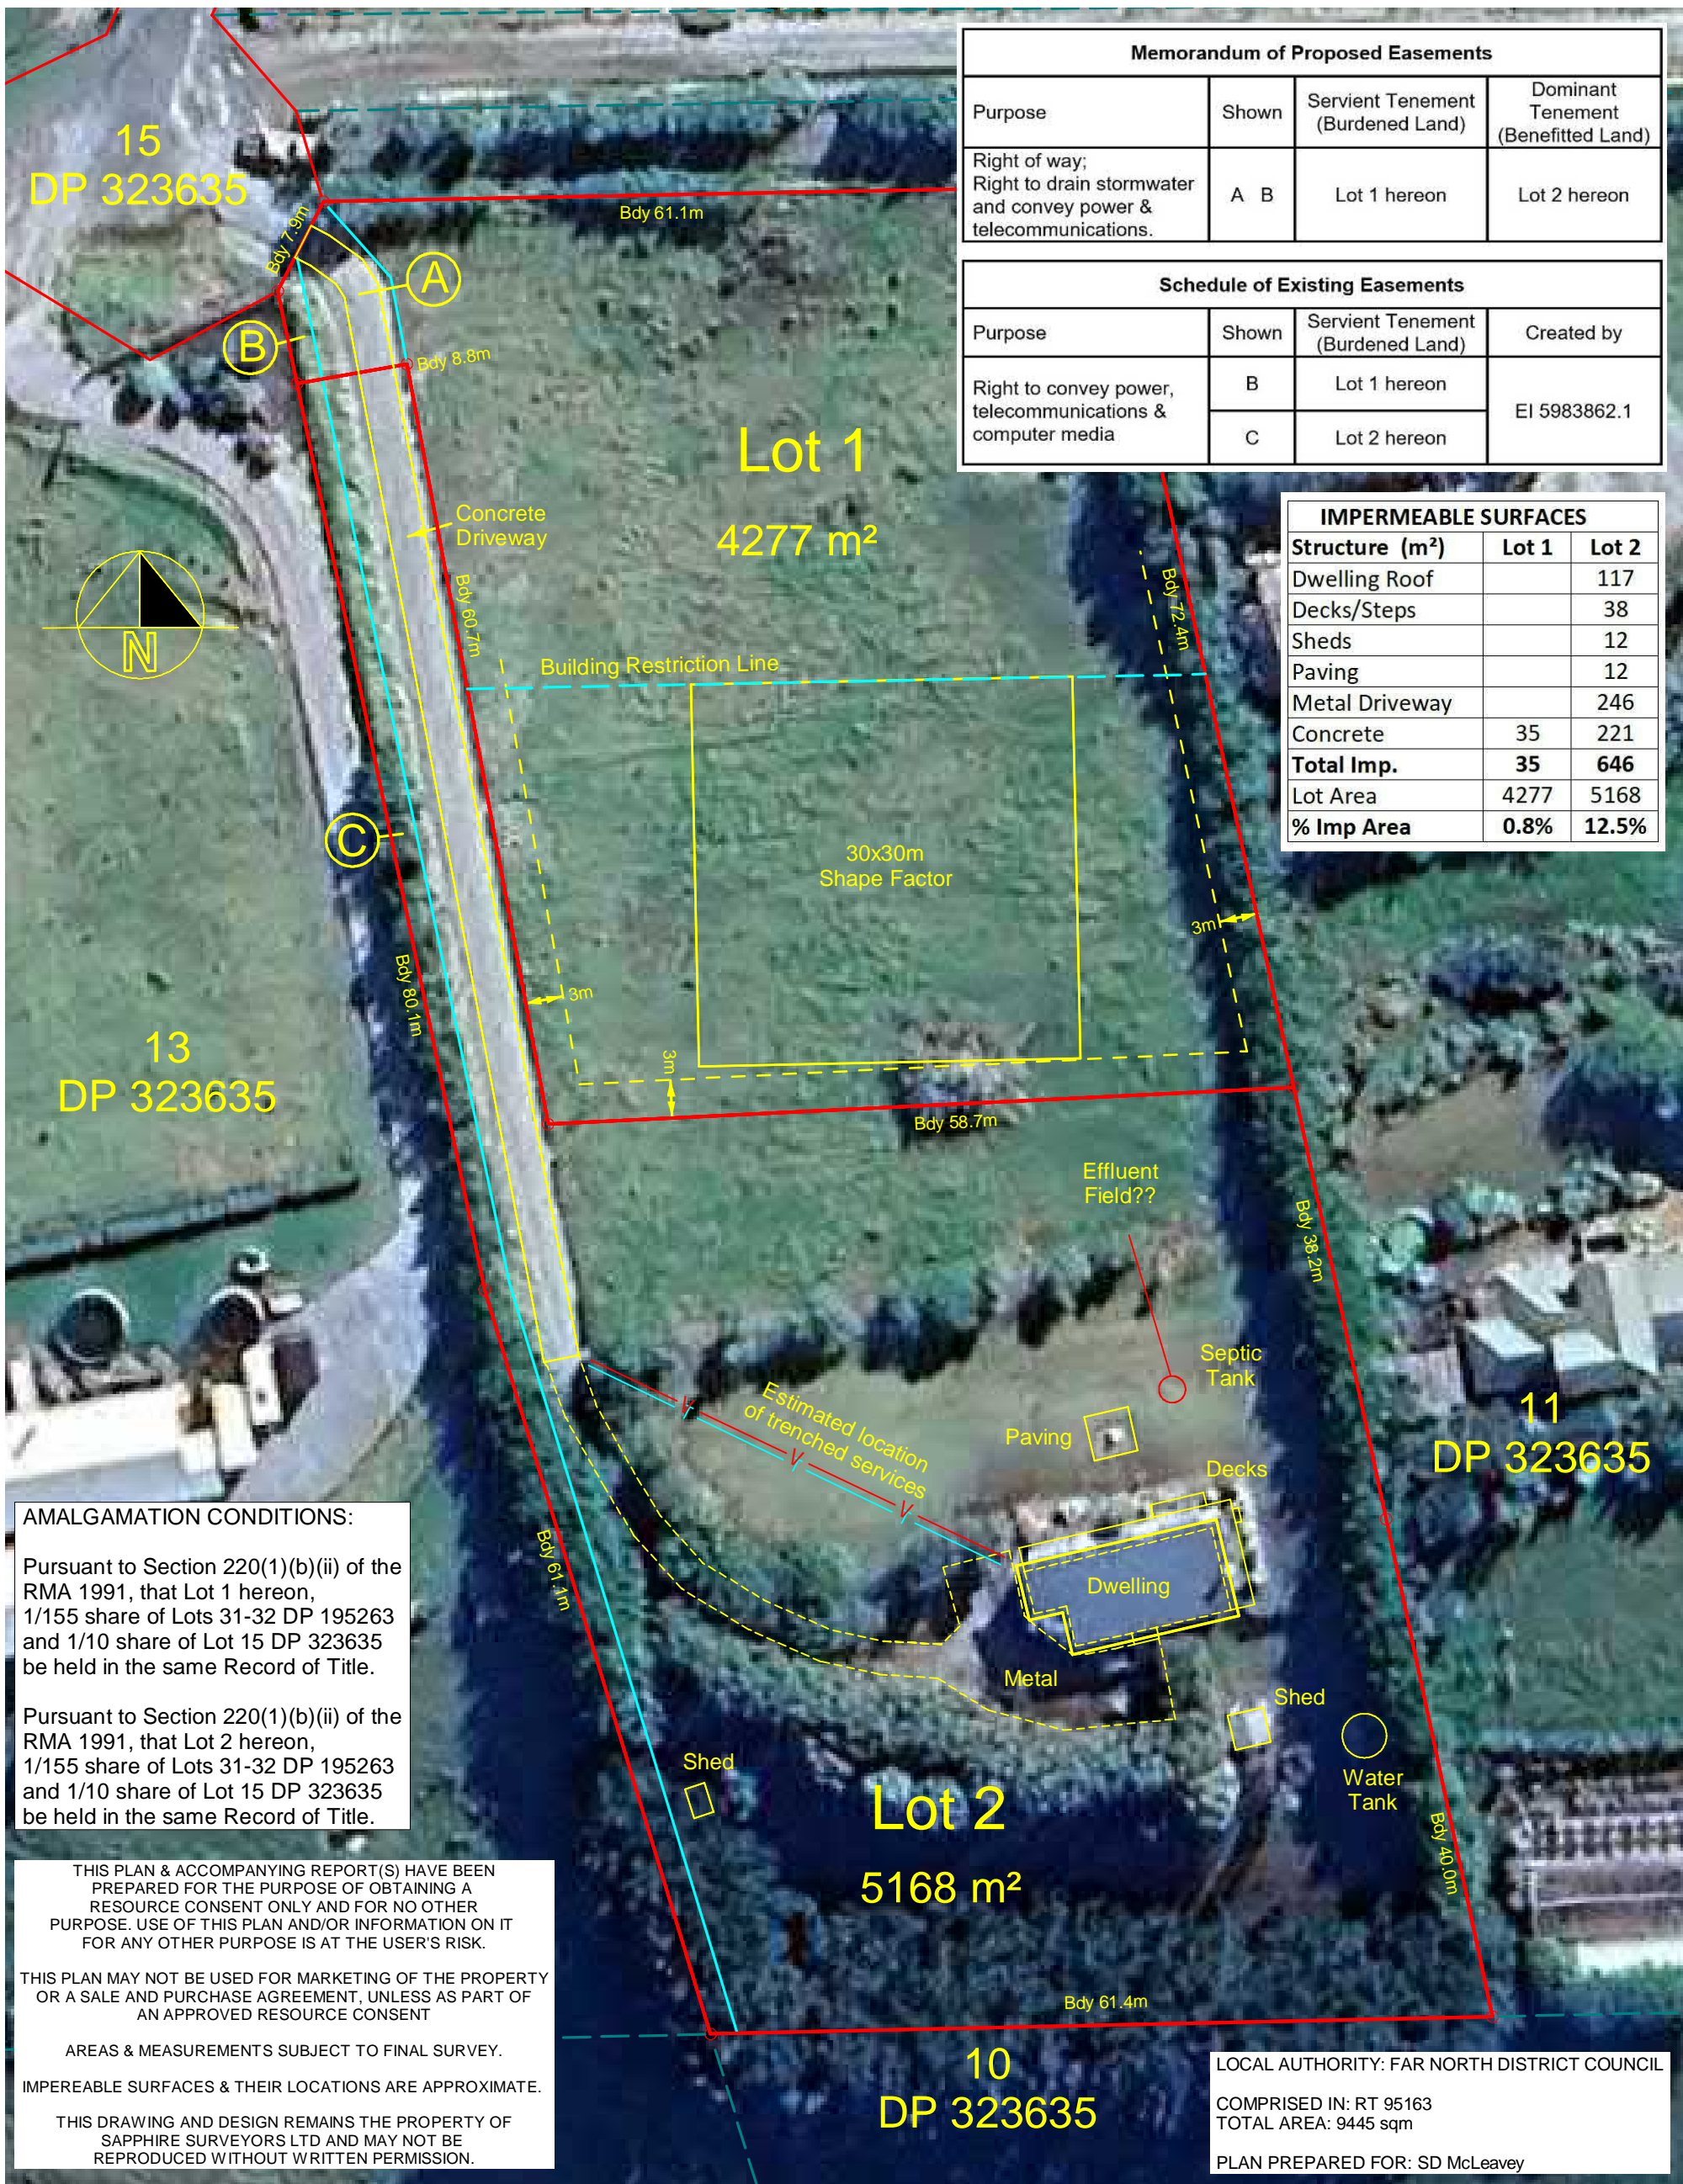 Memorandum of Proposed Easements
Purpose Shown Servient Tenement (Burdened Land) Dominant Tenement (Benefitted Land)
Right of way;
Right to drain stormwater
and convey power &
telecommunications.
A B Lot 1 hereon Lot 2 hereon
Schedule of Existing Easements
Purpose Shown Servient Tenement (Burdened Land) Created by
Right to convey power,
telecommunications &
computer media
B Lot 1 hereon
C Lot 2 hereon
EI 5983862.1
IMPERMEABLE SURFACES
Structure (m²) Lot 1 Lot 2
Dwelling Roof 117
Decks/Steps 38
Sheds 12
Paving 12
Metal Driveway 246
Concrete 35 221
Total Imp. 35 646
Lot Area 4277 5168
% Imp Area 0.8% 12.5%
15
DP 323635
Bdy 61.1m
Bdy 7.9m
A
B
Bdy 8.8m
Lot 1
4277 m²
Concrete
Driveway
N
Bdy 60.7m
Bdy 72.4m
Building Restriction Line
C
30x30m
Shape Factor
3m
3m
3m
Bdy 80.1m
13
DP 323635
Bdy 58.7m
Effluent
Field??
Bdy 38.2m
Septic
Tank
Estimated location
of trenched services
V
V
V
Paving
Decks
11
DP 323635
Dwelling
Bdy 61.1m
Metal
Shed
Shed
Water
Tank
Lot 2
5168 m²
Bdy 40.0m
Bdy 61.4m
10
DP 323635
AMALGAMATION CONDITIONS:
Pursuant to Section 220(1)(b)(ii) of the
RMA 1991, that Lot 1 hereon,
1/155 share of Lots 31-32 DP 195263
and 1/10 share of Lot 15 DP 323635
be held in the same Record of Title.
Pursuant to Section 220(1)(b)(ii) of the
RMA 1991, that Lot 2 hereon,
1/155 share of Lots 31-32 DP 195263
and 1/10 share of Lot 15 DP 323635
be held in the same Record of Title.
THIS PLAN & ACCOMPANYING REPORT(S) HAVE BEEN
PREPARED FOR THE PURPOSE OF OBTAINING A
RESOURCE CONSENT ONLY AND FOR NO OTHER
PURPOSE. USE OF THIS PLAN AND/OR INFORMATION ON IT
FOR ANY OTHER PURPOSE IS AT THE USER'S RISK.
THIS PLAN MAY NOT BE USED FOR MARKETING OF THE PROPERTY
OR A SALE AND PURCHASE AGREEMENT, UNLESS AS PART OF
AN APPROVED RESOURCE CONSENT
AREAS & MEASUREMENTS SUBJECT TO FINAL SURVEY.
IMPEREABLE SURFACES & THEIR LOCATIONS ARE APPROXIMATE.
THIS DRAWING AND DESIGN REMAINS THE PROPERTY OF
SAPPHIRE SURVEYORS LTD AND MAY NOT BE
REPRODUCED WITHOUT WRITTEN PERMISSION.
LOCAL AUTHORITY: FAR NORTH DISTRICT COUNCIL
COMPRISED IN: RT 95163
TOTAL AREA: 9445 sqm
PLAN PREPARED FOR: SD McLeavey